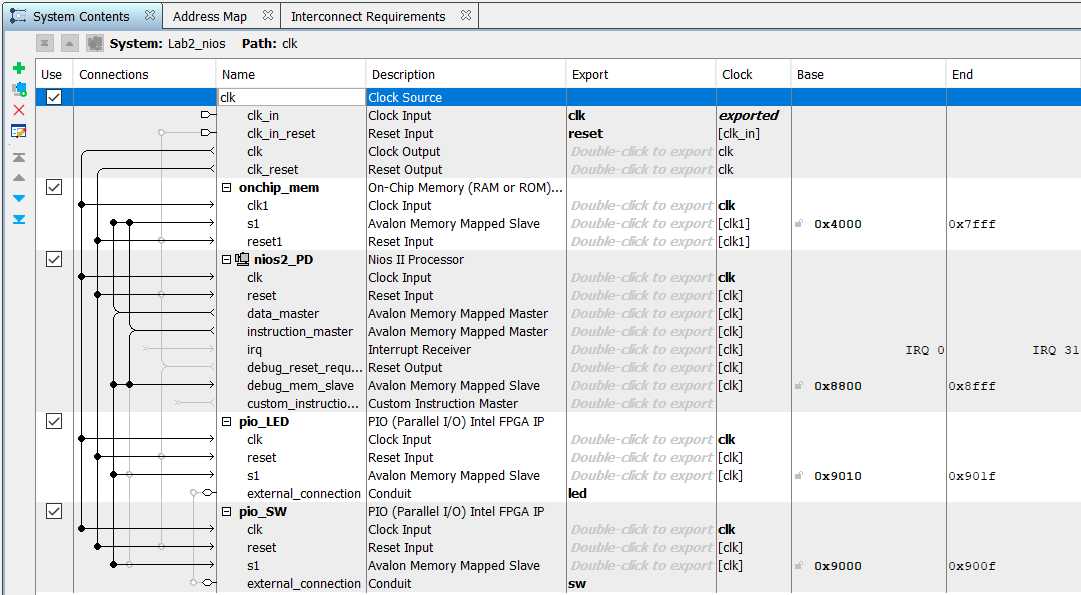 System Contents Address Map Interconnect Requirements
System: Lab2_nios Path: clk
Use Connections Name Description Export Clock Base End
clk Clock Source
clk_in Clock Input clk exported
clk_in_reset Reset Input reset [clk_in]
clk Clock Output Double-click to export clk
clk_reset Reset Output Double-click to export clk
onchip_mem On-Chip Memory (RAM or ROM)...
clk1 Clock Input Double-click to export clk
s1 Avalon Memory Mapped Slave Double-click to export [clk1] 0x4000 0x7fff
reset1 Reset Input Double-click to export [clk1]
nios2_PD Nios II Processor
clk Clock Input Double-click to export clk
reset Reset Input Double-click to export [clk]
data_master Avalon Memory Mapped Master Double-click to export [clk]
instruction_master Avalon Memory Mapped Master Double-click to export [clk]
irq Interrupt Receiver Double-click to export [clk] IRQ 0 IRQ 31
debug_reset_requ... Reset Output Double-click to export [clk]
debug_mem_slave Avalon Memory Mapped Slave Double-click to export [clk] 0x8800 0x8fff
custom_instructio... Custom Instruction Master Double-click to export
pio_LED PIO (Parallel I/O) Intel FPGA IP
clk Clock Input Double-click to export clk
reset Reset Input Double-click to export [clk]
s1 Avalon Memory Mapped Slave Double-click to export [clk] 0x9010 0x901f
external_connection Conduit led
pio_SW PIO (Parallel I/O) Intel FPGA IP
clk Clock Input Double-click to export clk
reset Reset Input Double-click to export [clk]
s1 Avalon Memory Mapped Slave Double-click to export [clk] 0x9000 0x900f
external_connection Conduit sw